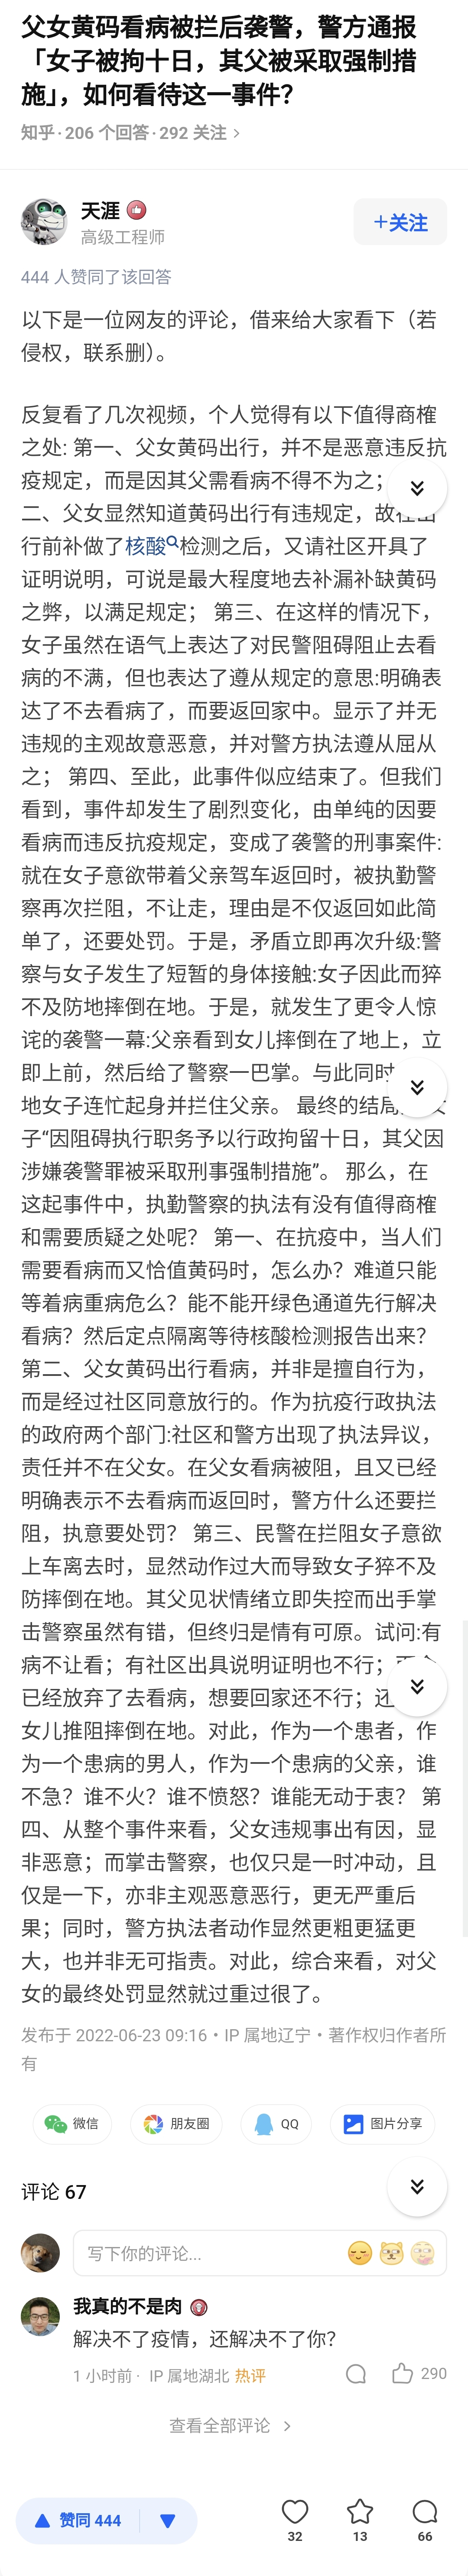 父女黄码看病被拦后袭警，警方通报
「女子被拘十日，其父被采取强制措
施」，如何看待这一事件？
知乎·206 个回答·292 关注 >
天涯
高级工程师
+关注
444 人赞同了该回答
以下是一位网友的评论，借来给大家看下（若
侵权，联系删）。
反复看了几次视频，个人觉得有以下值得商榷
之处: 第一、父女黄码出行，并不是恶意违反抗
疫规定，而是因其父需看病不得不为之；
二、父女显然知道黄码出行有违规定，故
行前补做了核酸检测之后，又请社区开具了
证明说明，可说是最大程度地去补漏补缺黄码
之弊，以满足规定； 第三、在这样的情况下，
女子虽然在语气上表达了对民警阻碍阻止去看
病的不满，但也表达了遵从规定的意思:明确表
达了不去看病了，而要返回家中。显示了并无
违规的主观故意恶意，并对警方执法遵从屈从
之； 第四、至此，此事件似应结束了。但我们
看到，事件却发生了剧烈变化，由单纯的因要
看病而违反抗疫规定，变成了袭警的刑事案件:
就在女子意欲带着父亲驾车返回时，被执勤警
察再次拦阻，不让走，理由是不仅返回如此简
单了，还要处罚。于是，矛盾立即再次升级:警
察与女子发生了短暂的身体接触:女子因此而猝
不及防地摔倒在地。于是，就发生了更令人惊
诧的袭警一幕:父亲看到女儿摔倒在了地上，立
即上前，然后给了警察一巴掌。与此同时
地女子连忙起身并拦住父亲。 最终的结局
子“因阻碍执行职务予以行政拘留十日，其父因
涉嫌袭警罪被采取刑事强制措施”。 那么，在
这起事件中，执勤警察的执法有没有值得商榷
和需要质疑之处呢？ 第一、在抗疫中，当人们
需要看病而又恰值黄码时，怎么办？难道只能
等着病重病危么？能不能开绿色通道先行解决
看病？然后定点隔离等待核酸检测报告出来？
第二、父女黄码出行看病，并非是擅自行为，
而是经过社区同意放行的。作为抗疫行政执法
的政府两个部门:社区和警方出现了执法异议，
责任并不在父女。在父女看病被阻，且又已经
明确表示不去看病而返回时，警方什么还要拦
阻，执意要处罚？ 第三、民警在拦阻女子意欲
上车离去时，显然动作过大而导致女子猝不及
防摔倒在地。其父见状情绪立即失控而出手掌
击警察虽然有错，但终归是情有可原。试问:有
病不让看；有社区出具说明证明也不行；
已经放弃了去看病，想要回家还不行；
女儿推阻摔倒在地。对此，作为一个患者，作
为一个患病的男人，作为一个患病的父亲，谁
不急？谁不火？谁不愤怒？谁能无动于衷？ 第
四、从整个事件来看，父女违规事出有因，显
非恶意；而掌击警察，也仅只是一时冲动，且
仅是一下，亦非主观恶意恶行，更无严重后
果；同时，警方执法者动作显然更粗更猛更
大，也并非无可指责。对此，综合来看，对父
女的最终处罚显然就过重过很了。
发布于 2022-06-23 09:16・IP 属地辽宁・著作权归作者所
有
微信 朋友圈 QQ 图片分享
评论 67
写下你的评论...
我真的不是肉
解决不了疫情，还解决不了你？
1 小时前 · IP 属地湖北 热评 290
查看全部评论 >
赞同 444 32 13 66